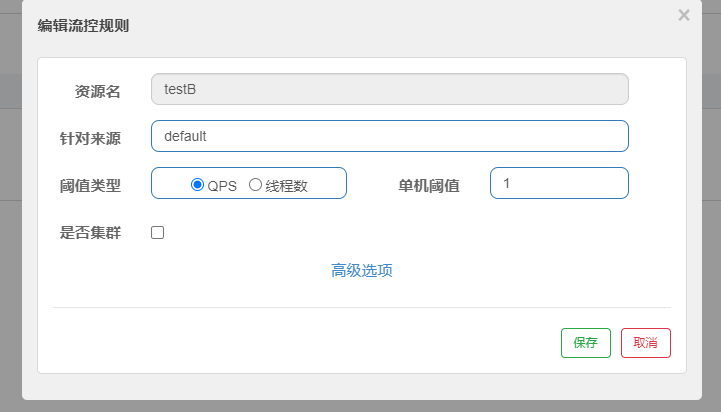 编辑流控规则 ×
资源名 testB
针对来源 default
阈值类型 QPS 线程数 单机阈值 1
是否集群
高级选项
保存 取消